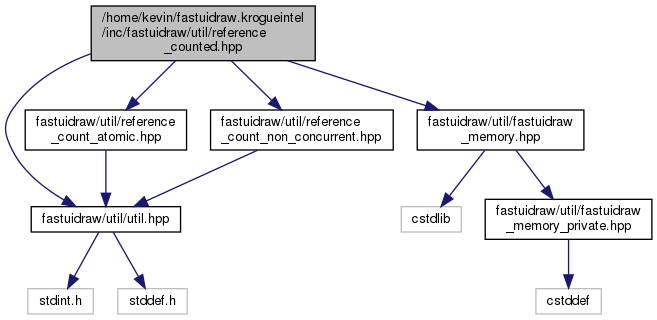 /home/kevin/fastuidraw.krogueintel
/inc/fastuidraw/util/reference
_counted.hpp
fastuidraw/util/reference
_count_atomic.hpp
fastuidraw/util/reference
_count_non_concurrent.hpp
fastuidraw/util/fastuidraw
_memory.hpp
fastuidraw/util/util.hpp
cstdlib
fastuidraw/util/fastuidraw
_memory_private.hpp
stdint.h
stddef.h
cstddef